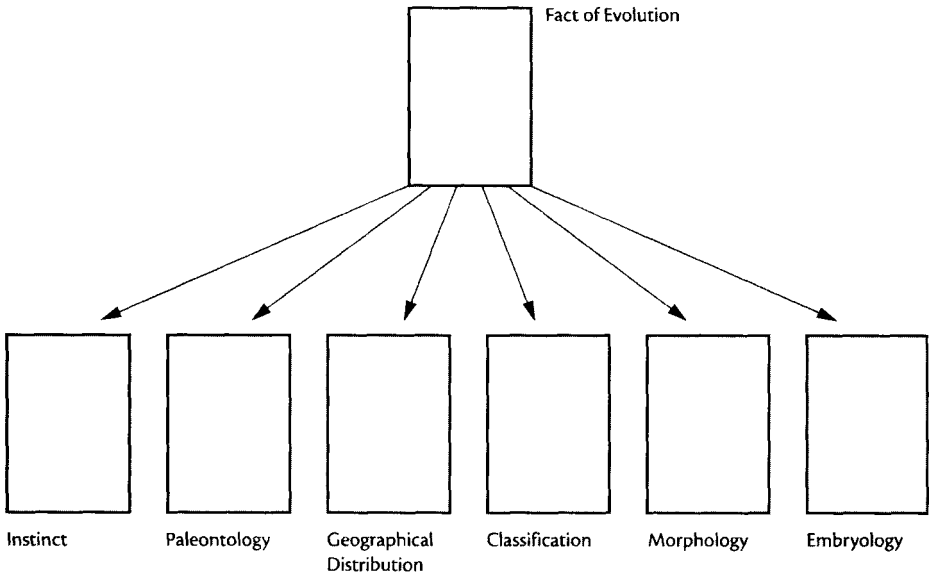 Fact of Evolution
Instinct
Paleontology
Geographical
Distribution
Classification
Morphology
Embryology